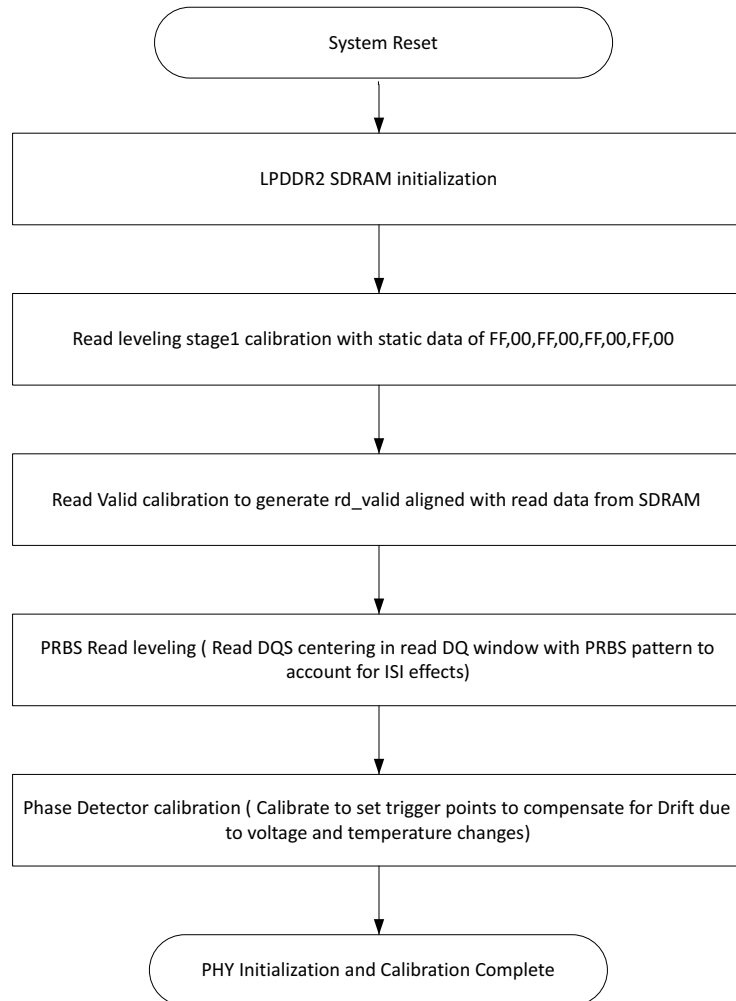 System Reset
LPDDR2 SDRAM initialization
Read leveling stage1 calibration with static data of FF,00,FF,00,FF,00,FF,00
Read Valid calibration to generate rd_valid aligned with read data from SDRAM
PRBS Read leveling ( Read DQS centering in read DQ window with PRBS pattern to
account for ISI effects)
Phase Detector calibration ( Calibrate to set trigger points to compensate for Drift due
to voltage and temperature changes)
PHY Initialization and Calibration Complete